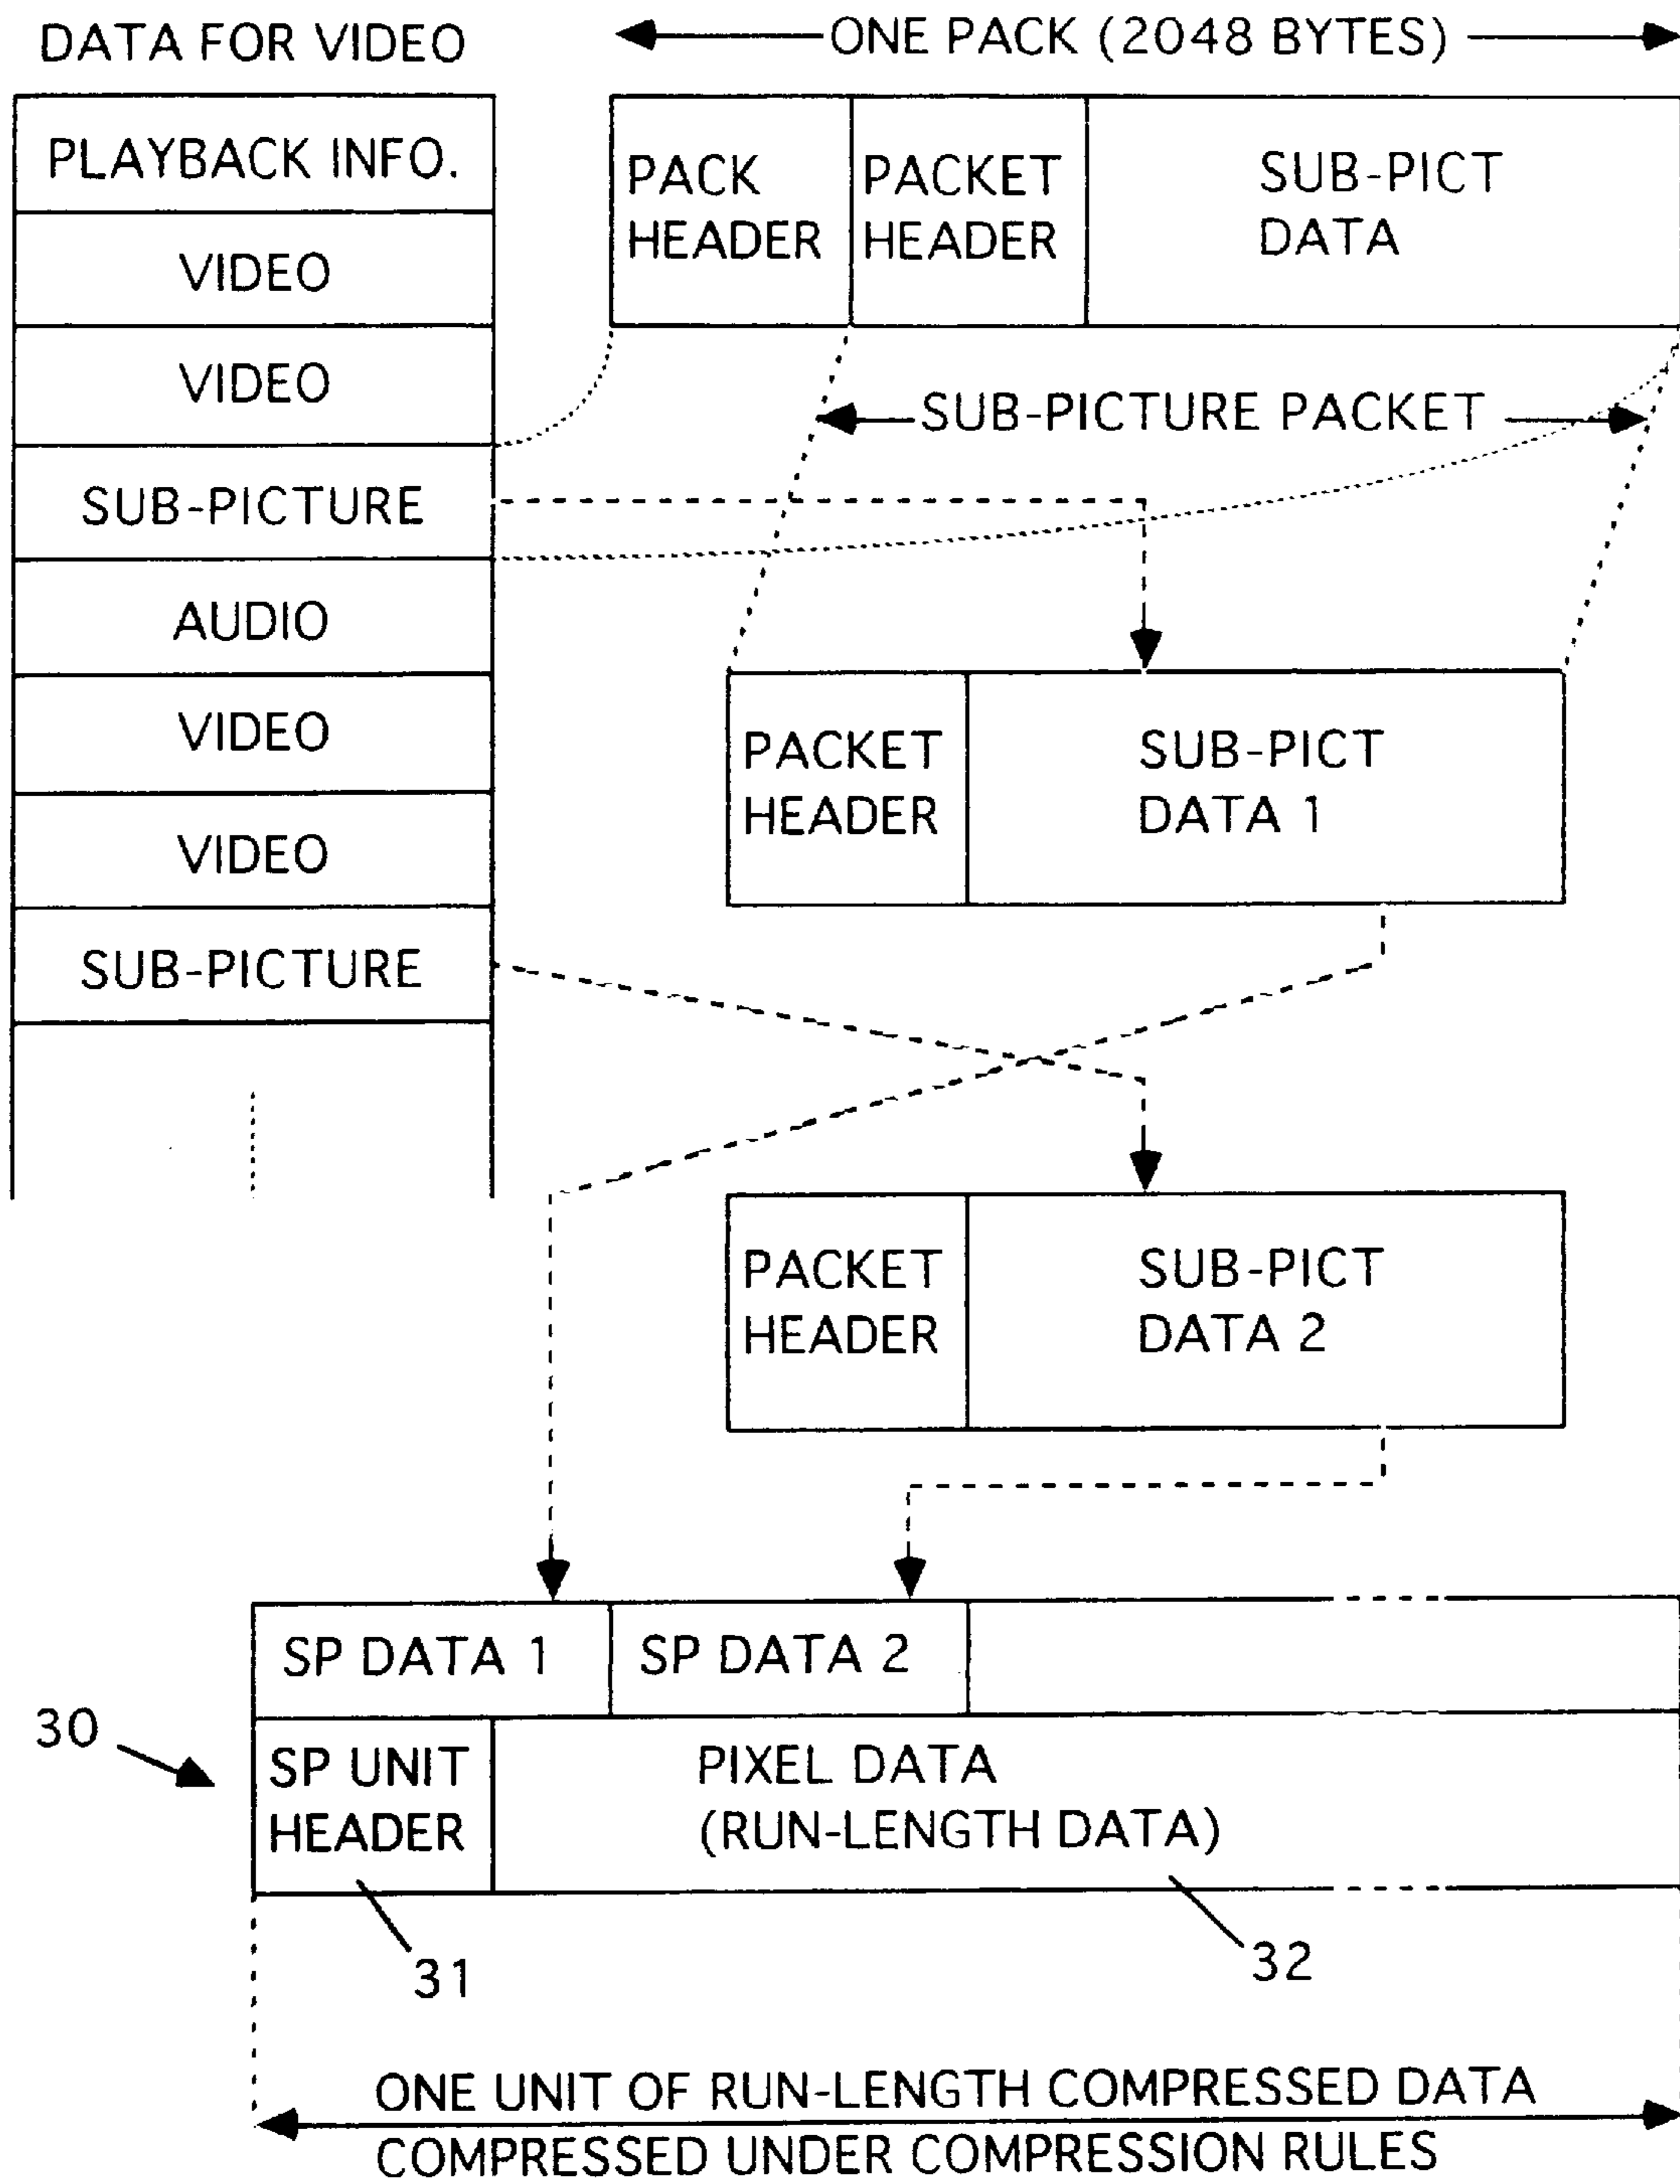 DATA FOR VIDEO
ONE PACK (2048 BYTES)
PLAYBACK INFO.
VIDEO
VIDEO
SUB-PICTURE
AUDIO
VIDEO
VIDEO
SUB-PICTURE
PACK
HEADER
PACKET
HEADER
SUB-PICT
DATA
SUB-PICTURE PACKET
PACKET
HEADER
SUB-PICT
DATA 1
PACKET
HEADER
SUB-PICT
DATA 2
SP DATA 1
SP DATA 2
30
SP UNIT
HEADER
PIXEL DATA
(RUN-LENGTH DATA)
31
32
ONE UNIT OF RUN-LENGTH COMPRESSED DATA
COMPRESSED UNDER COMPRESSION RULES